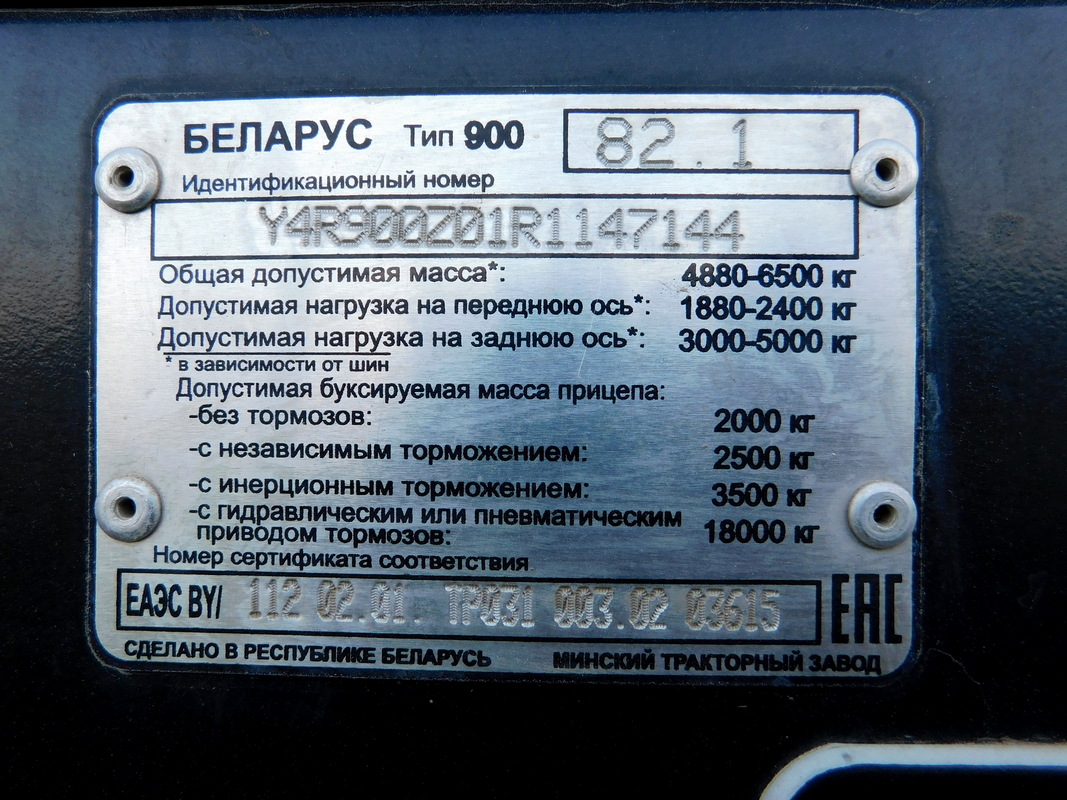 БЕЛАРУС Тип 900 82.1
Идентификационный номер
Y4R900Z01R1147144
Общая допустимая масса*: 4880-6500 кг
Допустимая нагрузка на переднюю ось*: 1880-2400 кг
Допустимая нагрузка на заднюю ось*: 3000-5000 кг
* в зависимости от шин
Допустимая буксируемая масса прицепа:
-без тормозов: 2000 кг
-с независимым торможением: 2500 кг
-с инерционным торможением: 3500 кг
-с гидравлическим или пневматическим
приводом тормозов: 18000 кг
Номер сертификата соответствия
ЕАЭС BY/ 112 02.01. ТР031 003.02 03615 EAC
СДЕЛАНО В РЕСПУБЛИКЕ БЕЛАРУСЬ МИНСКИЙ ТРАКТОРНЫЙ ЗАВОД